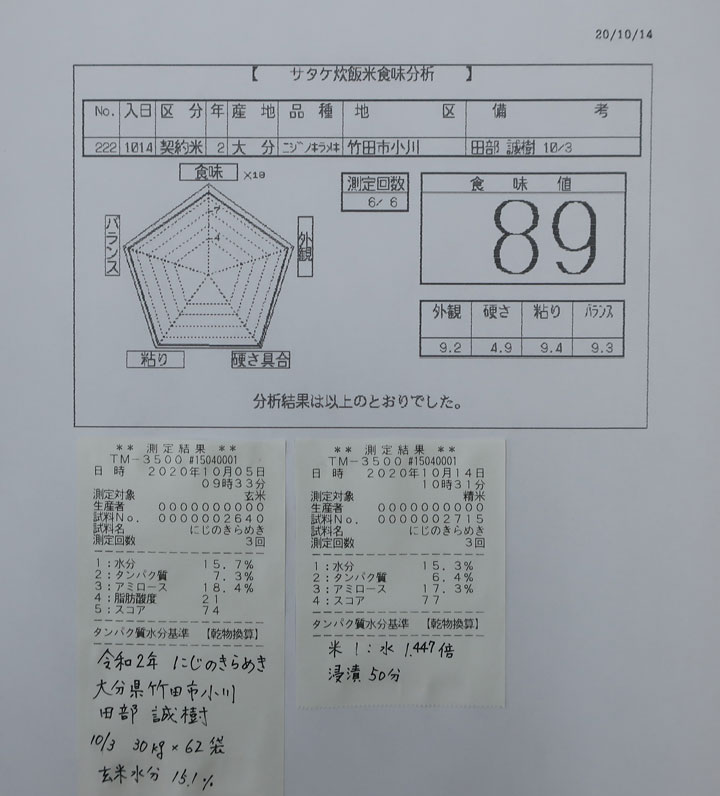 20/10/14
【 サタケ炊飯米食味分析 】
No. 入日 区分 年 産地 品種 地区 備考
222 1014 契約米 2 大分 ニジノキラメキ 竹田市小川 田部 誠樹 10/3
食味 ×10
7
4
バランス
外観
粘り
硬さ具合
測定回数
6/ 6
食味値
89
外観 硬さ 粘り バランス
9.2 4.9 9.4 9.3
分析結果は以上のとおりでした。
** 測定結果 **
TM-3500 #15040001
日 時 2020年10月05日
09時33分
測定対象 玄米
生産者 0000000000
試料No. 0000002640
試料名 にじのきらめき
測定回数 3回
1:水分 15.7%
2:タンパク質 7.3%
3:アミロース 18.4%
4:脂肪酸度 21
5:スコア 74
タンパク質水分基準 【乾物換算】
令和2年 にじのきらめき
大分県竹田市小川
田部 誠樹
10/3 30kg×62袋
玄米水分 15.1%
** 測定結果 **
TM-3500 #15040001
日 時 2020年10月14日
10時31分
測定対象 精米
生産者 0000000000
試料No. 0000002715
試料名 にじのきらめき
測定回数 3回
1:水分 15.3%
2:タンパク質 6.4%
3:アミロース 17.3%
4:スコア 77
タンパク質水分基準 【乾物換算】
米 1:水 1.447倍
浸漬 50分